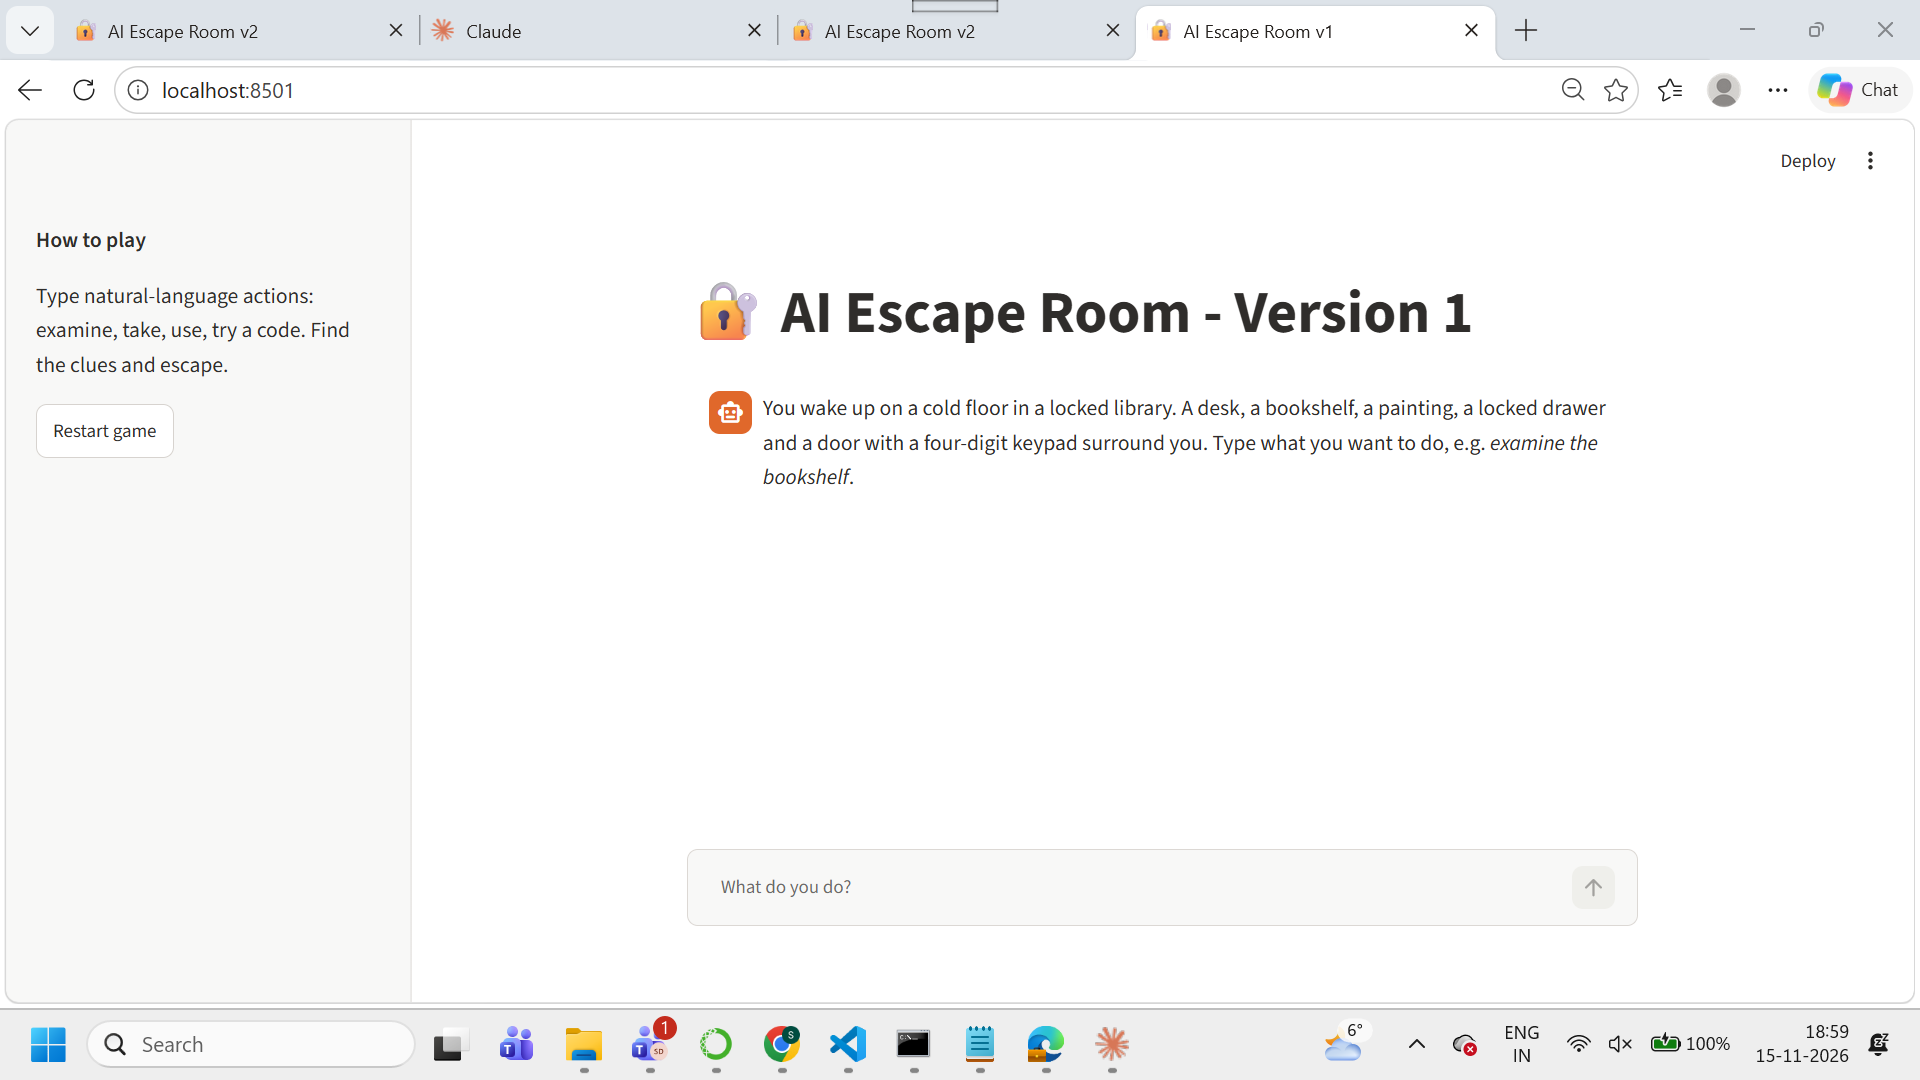 AI Escape Room v2
Claude
AI Escape Room v2
AI Escape Room v1
localhost:8501
Chat
Deploy
How to play
Type natural-language actions:
examine, take, use, try a code. Find
the clues and escape.
Restart game
AI Escape Room - Version 1
You wake up on a cold floor in a locked library. A desk, a bookshelf, a painting, a locked drawer
and a door with a four-digit keypad surround you. Type what you want to do, e.g. examine the
bookshelf.
What do you do?
Search
1
T
T
SD
S
C:\
6°
ENG
IN
100%
18:59
15-11-2026